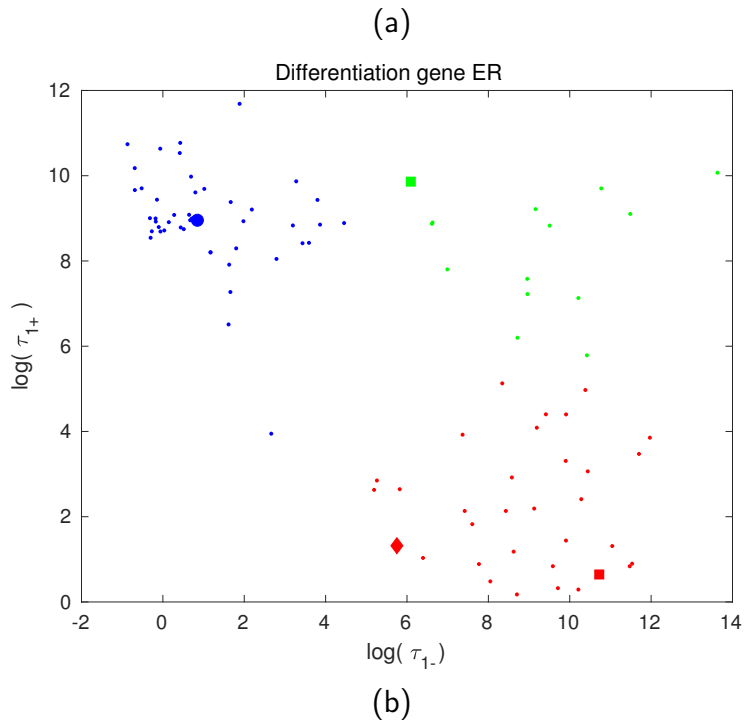 (a)
Differentiation gene ER
12
10
8
6
4
2
0
log( τ1+ )
-2 0 2 4 6 8 10 12 14
log( τ1- )
(b)